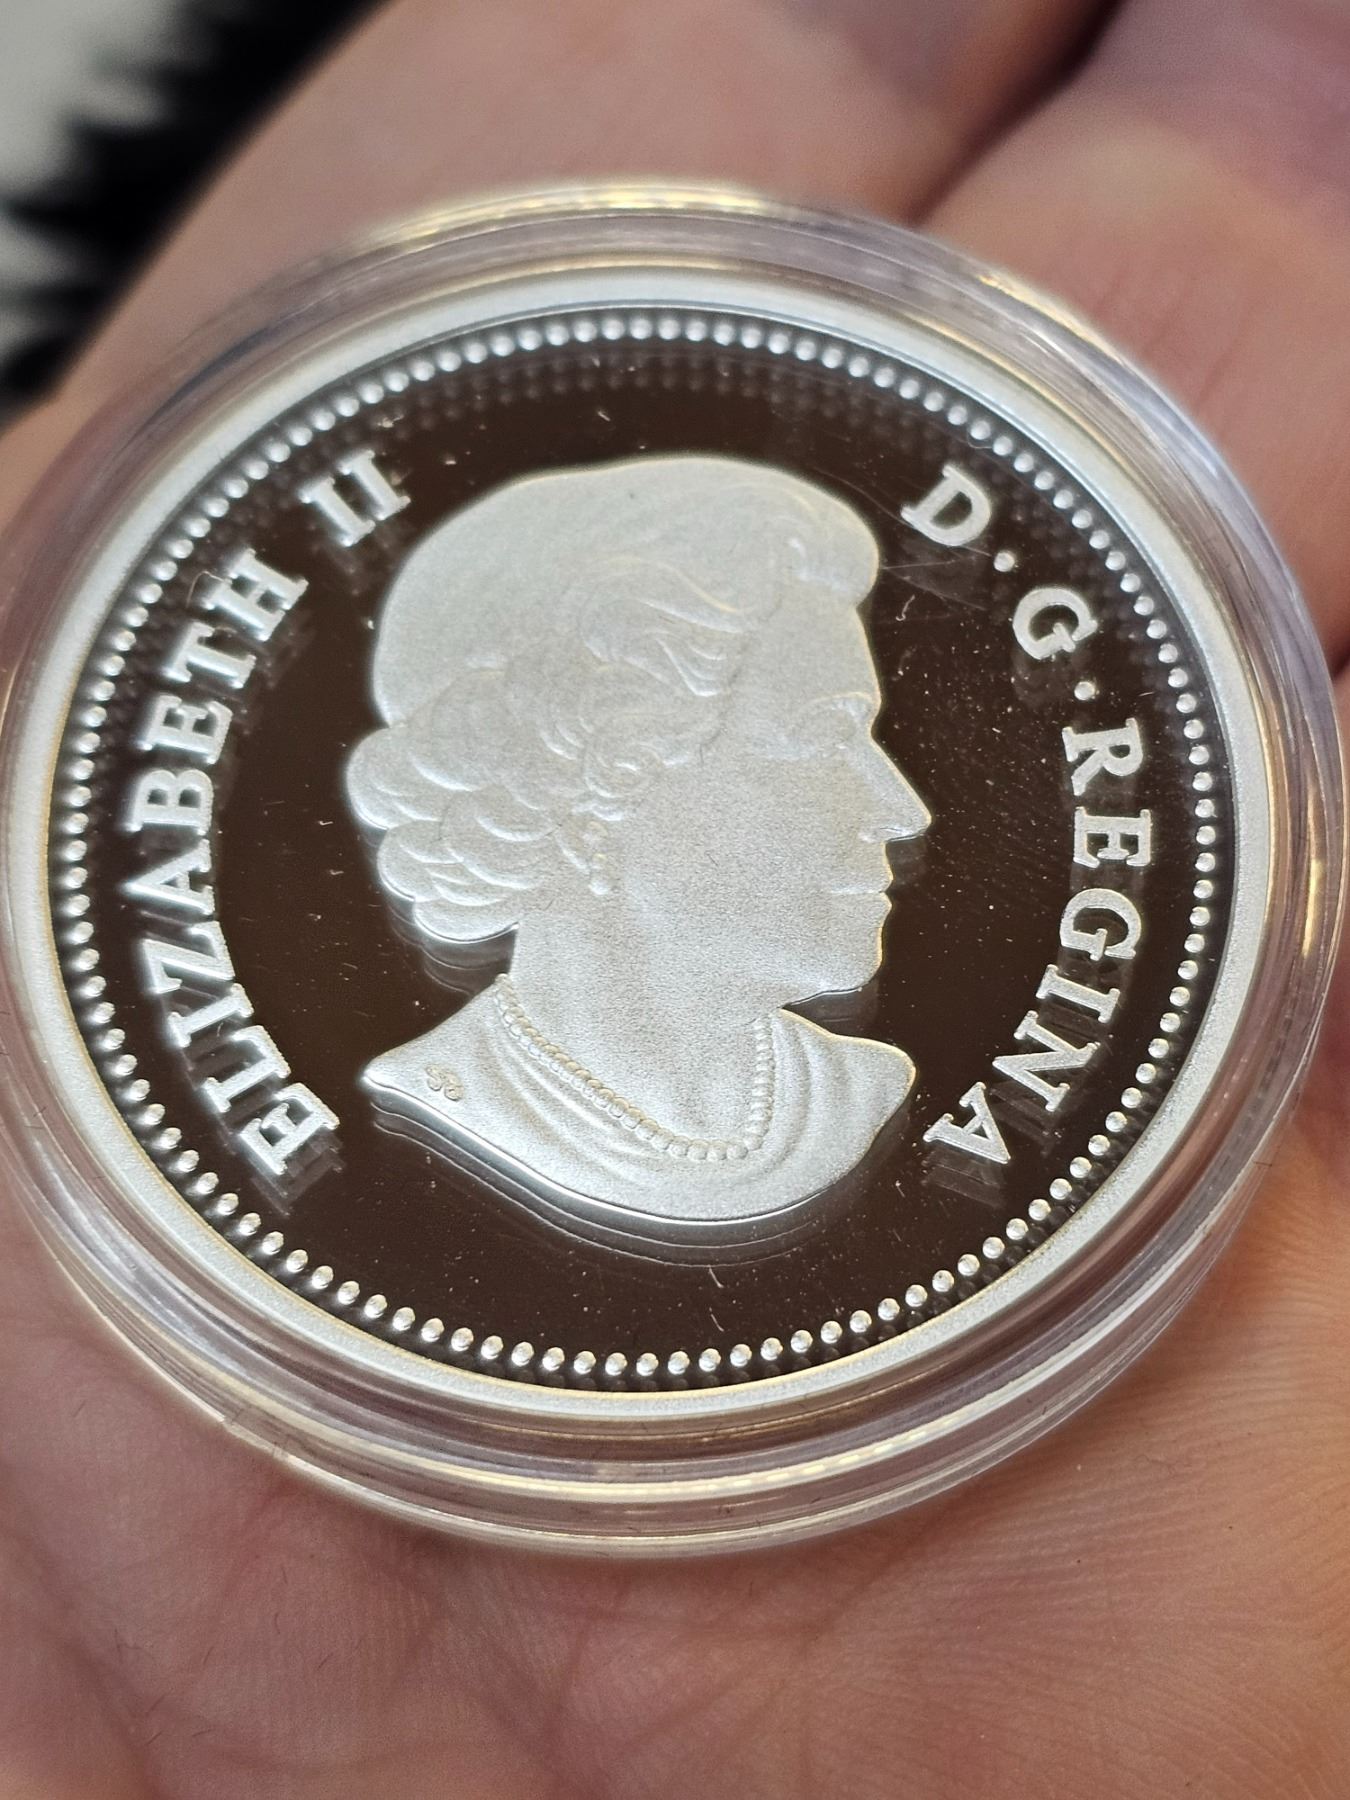 ELIZABETH II
D. G. REGINA